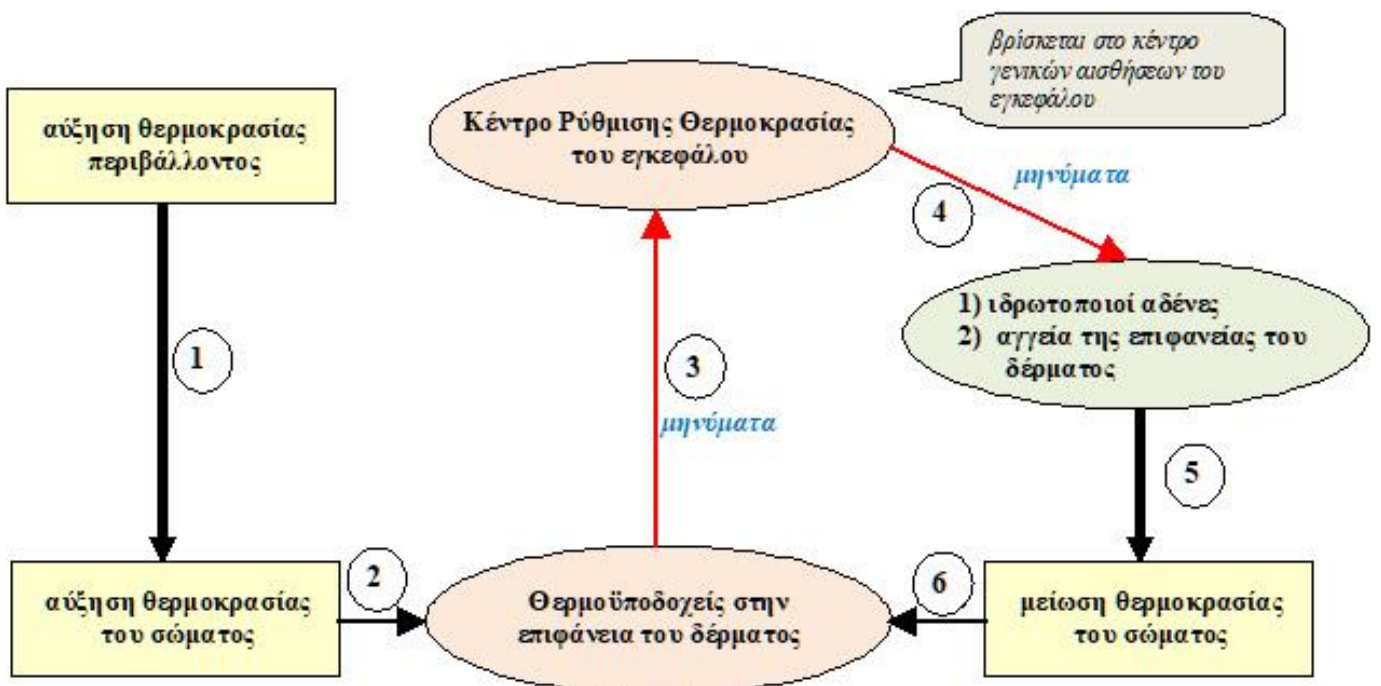 βρίσκεται στο κέντρο
γενικών αισθήσεων του
εγκεφάλου
αύξηση θερμοκρασίας
περιβάλλοντος
Κέντρο Ρύθμισης Θερμοκρασίας
του εγκεφάλου
μηνύματα
4
1) ιδρωτοποιοί αδένες
2) αγγεία της επιφανείας του
δέρματος
1
3
μηνύματα
5
2
6
αύξηση θερμοκρασίας
του σώματος
Θερμοϋποδοχείς στην
επιφάνεια του δέρματος
μείωση θερμοκρασίας
του σώματος